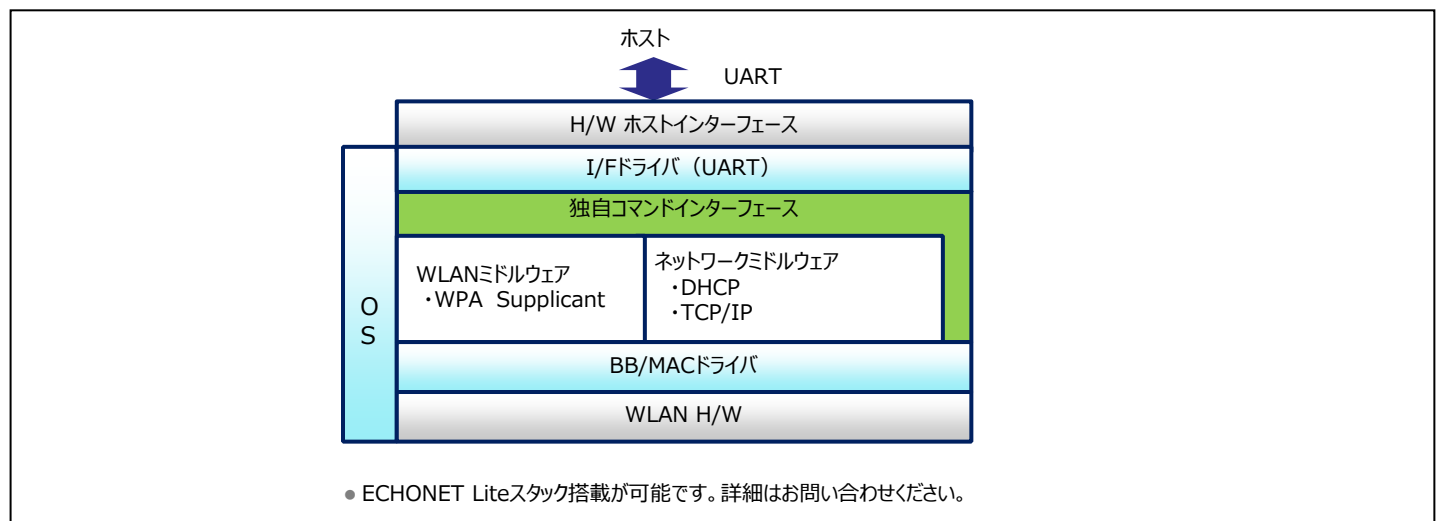 ホスト
UART
H/W ホストインターフェース
I/Fドライバ（UART）
独自コマンドインターフェース
WLANミドルウェア
・WPA Supplicant
ネットワークミドルウェア
・DHCP
・TCP/IP
O
S
BB/MACドライバ
WLAN H/W
● ECHONET Liteスタック搭載が可能です。詳細はお問い合わせください。